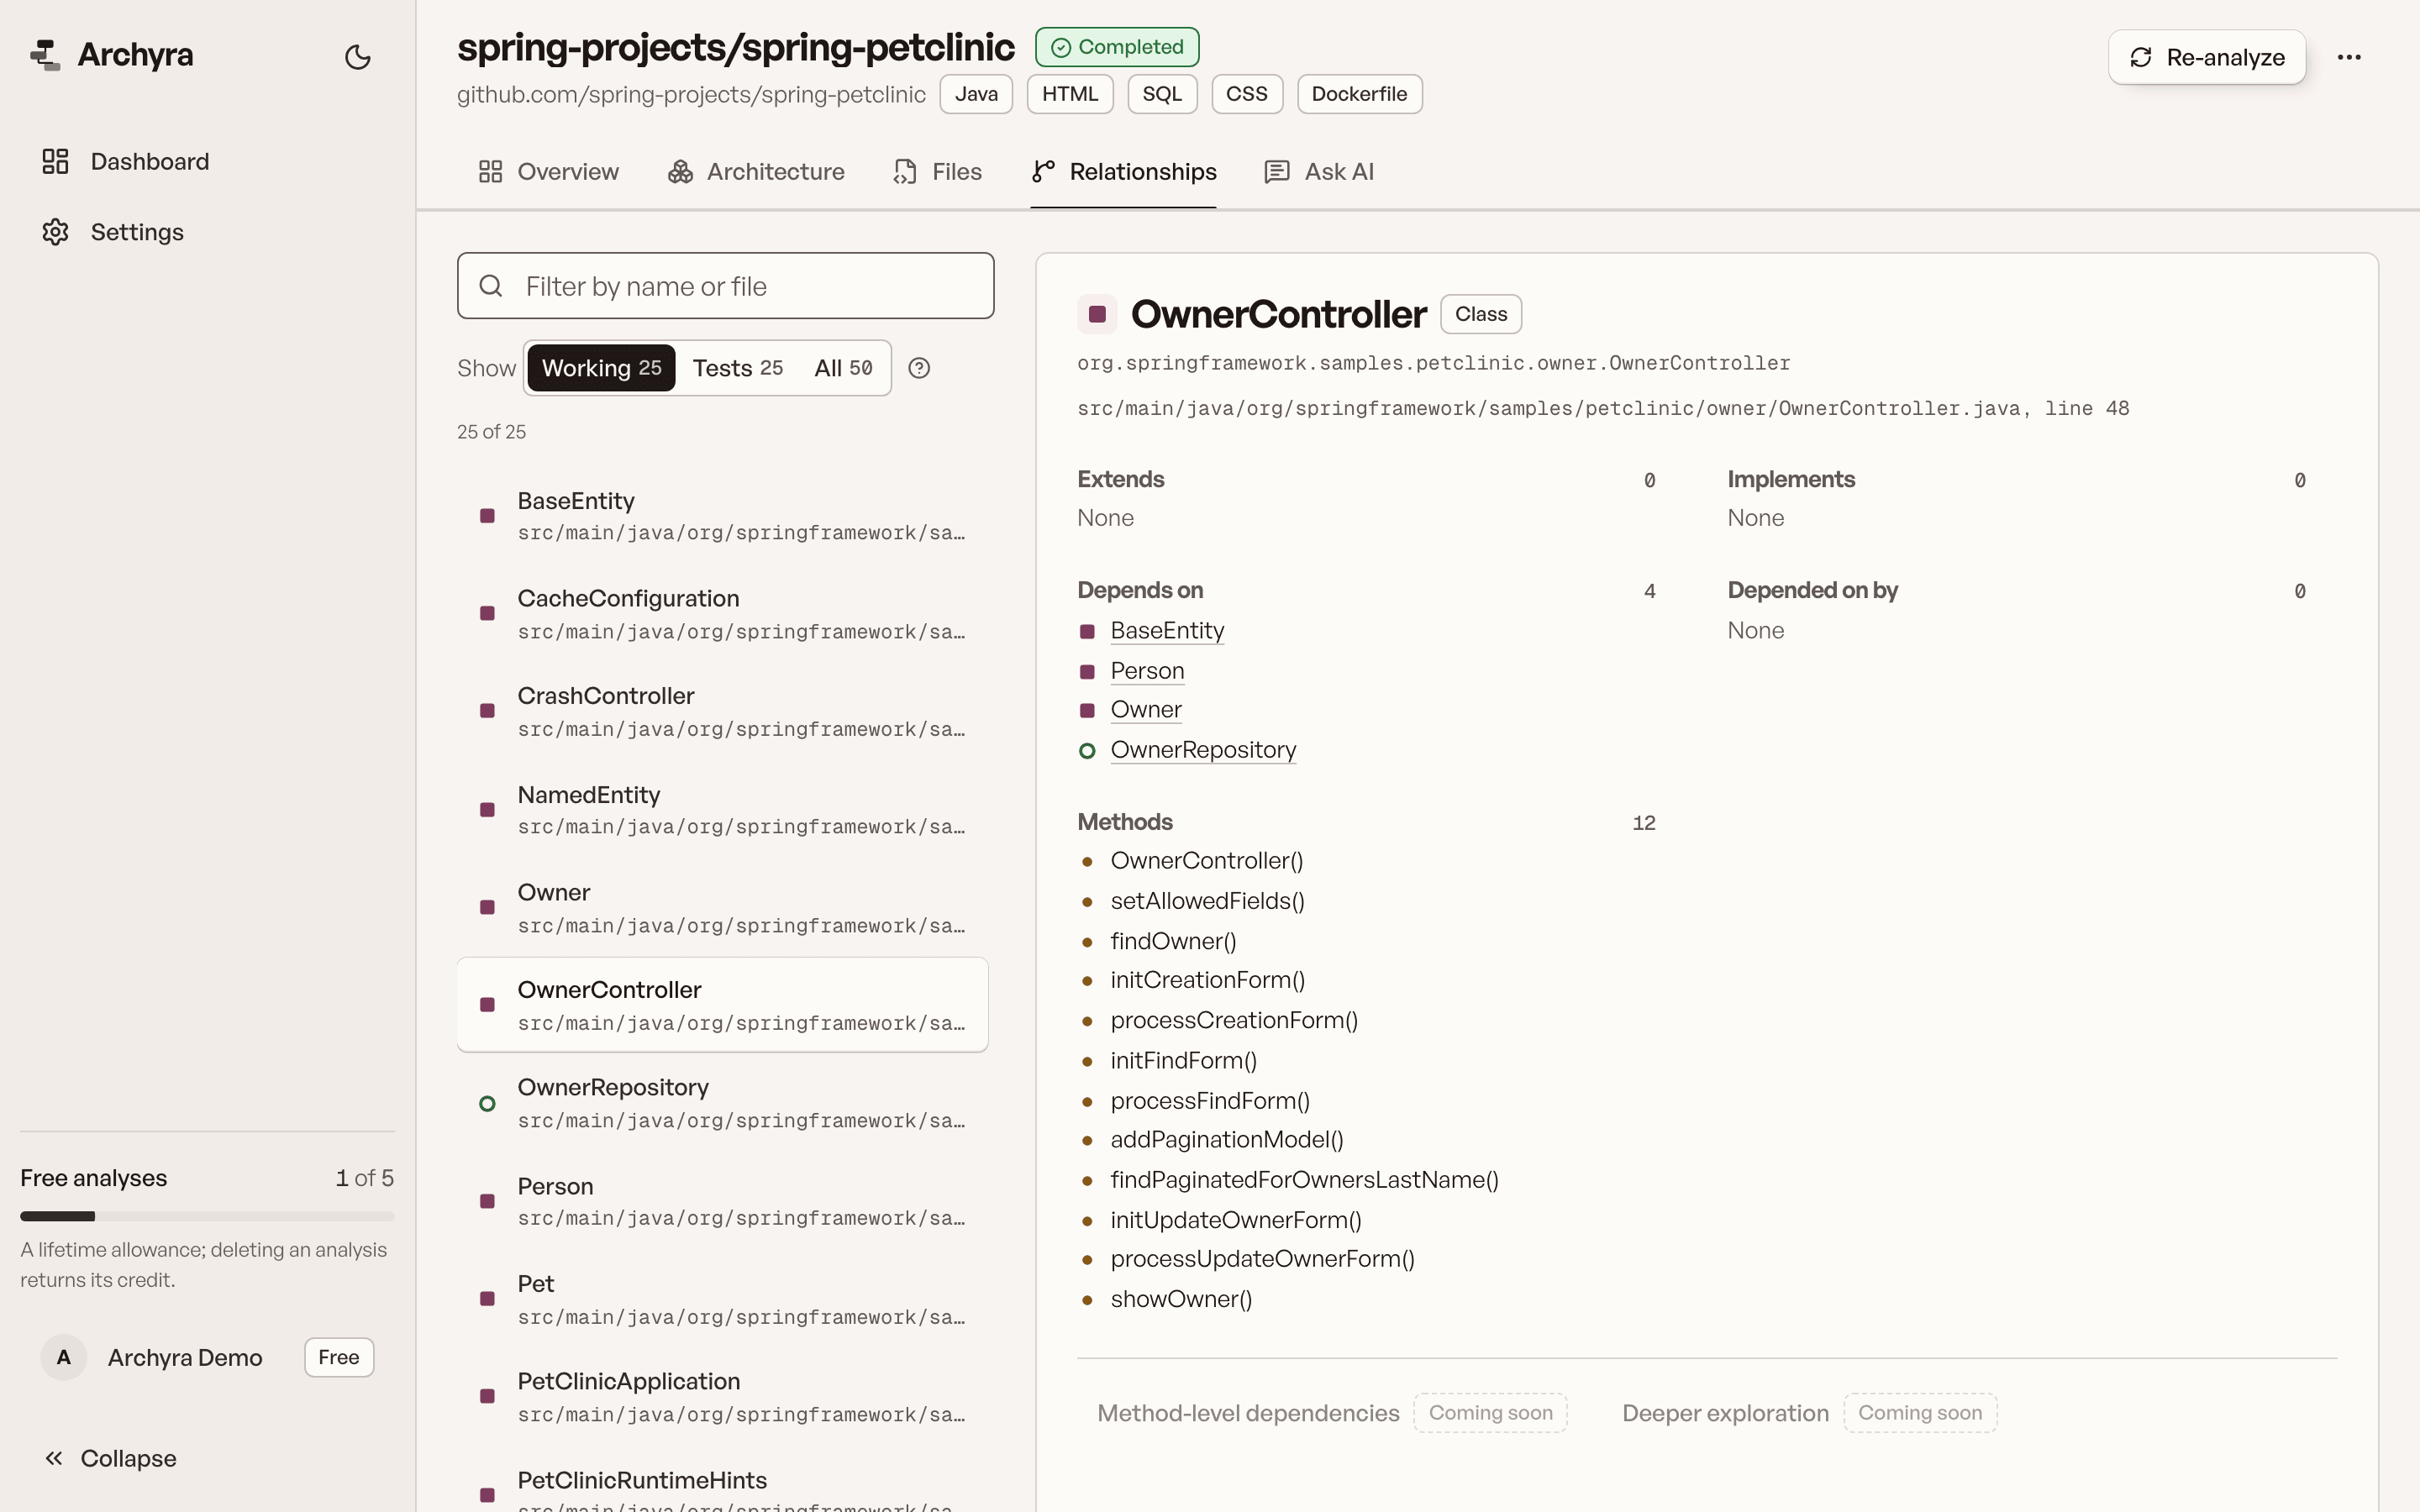 Archyra
Dashboard
Settings
Free analyses 1 of 5
A lifetime allowance; deleting an analysis
returns its credit.
A Archyra Demo Free
Collapse
spring-projects/spring-petclinic Completed
github.com/spring-projects/spring-petclinic Java HTML SQL CSS Dockerfile
Re-analyze
Overview Architecture Files Relationships Ask AI
Filter by name or file
Show Working 25 Tests 25 All 50
25 of 25
BaseEntity
src/main/java/org/springframework/sa…
CacheConfiguration
src/main/java/org/springframework/sa…
CrashController
src/main/java/org/springframework/sa…
NamedEntity
src/main/java/org/springframework/sa…
Owner
src/main/java/org/springframework/sa…
OwnerController
src/main/java/org/springframework/sa…
OwnerRepository
src/main/java/org/springframework/sa…
Person
src/main/java/org/springframework/sa…
Pet
src/main/java/org/springframework/sa…
PetClinicApplication
src/main/java/org/springframework/sa…
PetClinicRuntimeHints
src/main/java/org/springframework/sa…
OwnerController Class
org.springframework.samples.petclinic.owner.OwnerController
src/main/java/org/springframework/samples/petclinic/owner/OwnerController.java, line 48
Extends 0
None
Implements 0
None
Depends on 4
BaseEntity
Person
Owner
OwnerRepository
Depended on by 0
None
Methods 12
OwnerController()
setAllowedFields()
findOwner()
initCreationForm()
processCreationForm()
initFindForm()
processFindForm()
addPaginationModel()
findPaginatedForOwnersLastName()
initUpdateOwnerForm()
processUpdateOwnerForm()
showOwner()
Method-level dependencies Coming soon Deeper exploration Coming soon